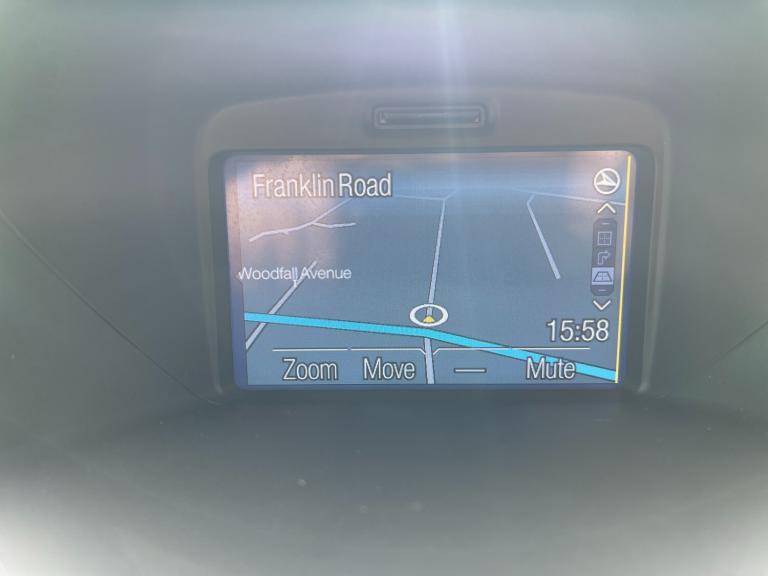 Franklin Road
Woodfall Avenue
15:58
Zoom Move Mute